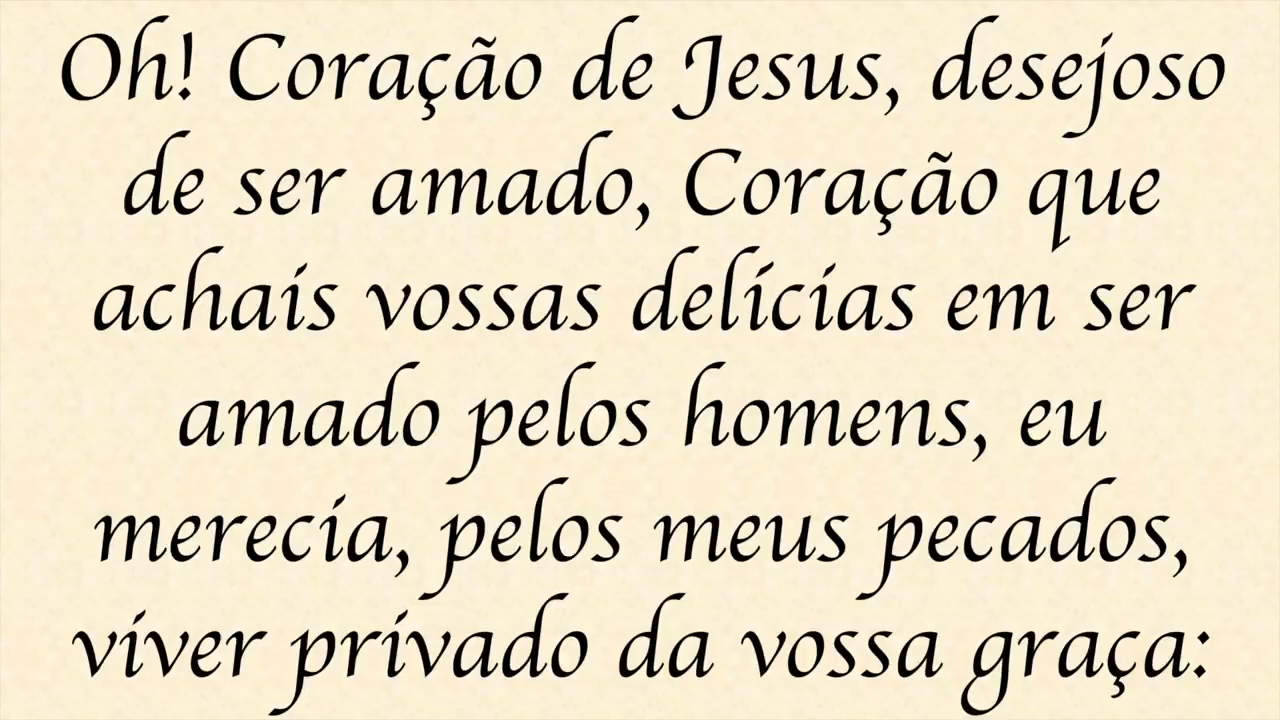 Oh! Coração de Jesus, desejoso
de ser amado, Coração que
achais vossas delícias em ser
amado pelos homens, eu
merecia, pelos meus pecados,
viver privado da vossa graça: